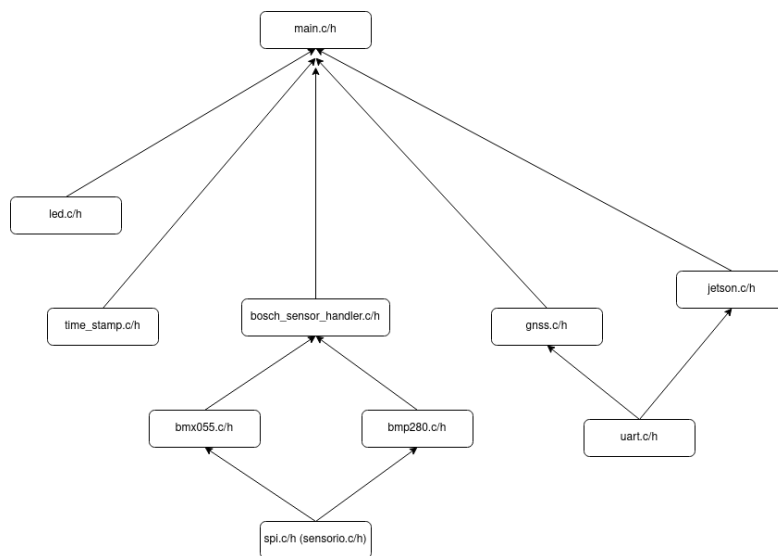 main.c/h
led.c/h
jetson.c/h
time_stamp.c/h
bosch_sensor_handler.c/h
gnss.c/h
bmx055.c/h
bmp280.c/h
uart.c/h
spi.c/h (sensorio.c/h)